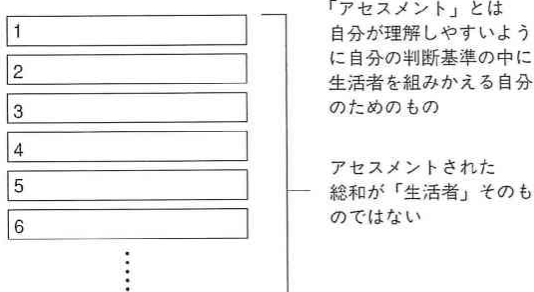 「アセスメント」とは
自分が理解しやすいよう
に自分の判断基準の中に
生活者を組みかえる自分
のためのもの
1
2
3
4
5
6
アセスメントされた
総和が「生活者」そのも
のではない